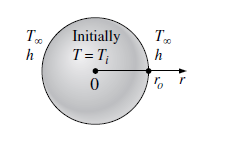 T∞ Initially T∞
h T = Ti h
0 ro r